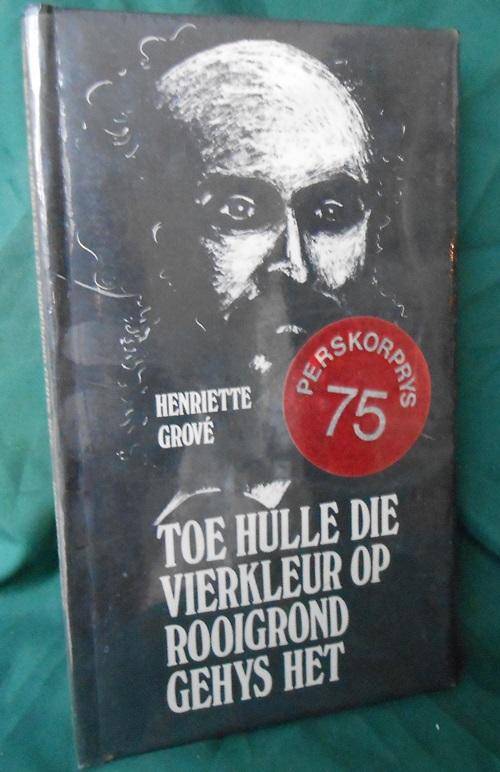 HENRIETTE
GROVÉ
PERSKORPRYS
75
TOE HULLE DIE
VIERKLEUR OP
ROOIGROND
GEHYS HET